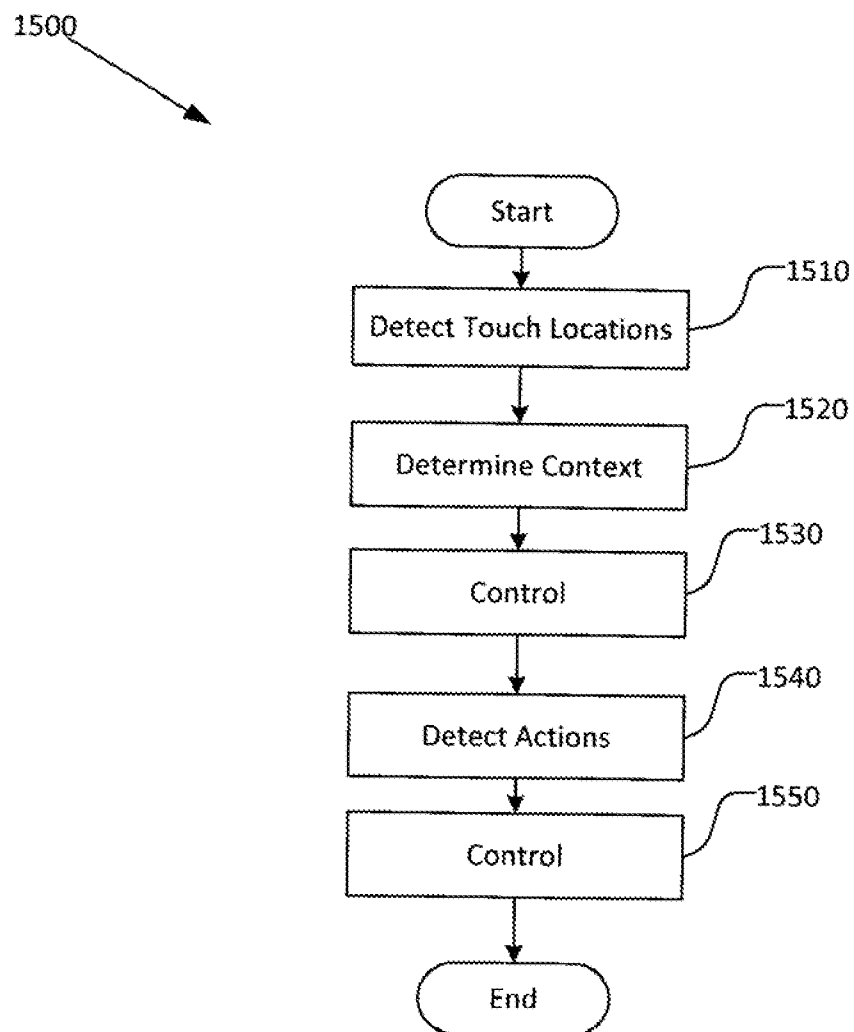 1500
Start
1510
Detect Touch Locations
1520
Determine Context
1530
Control
1540
Detect Actions
1550
Control
End